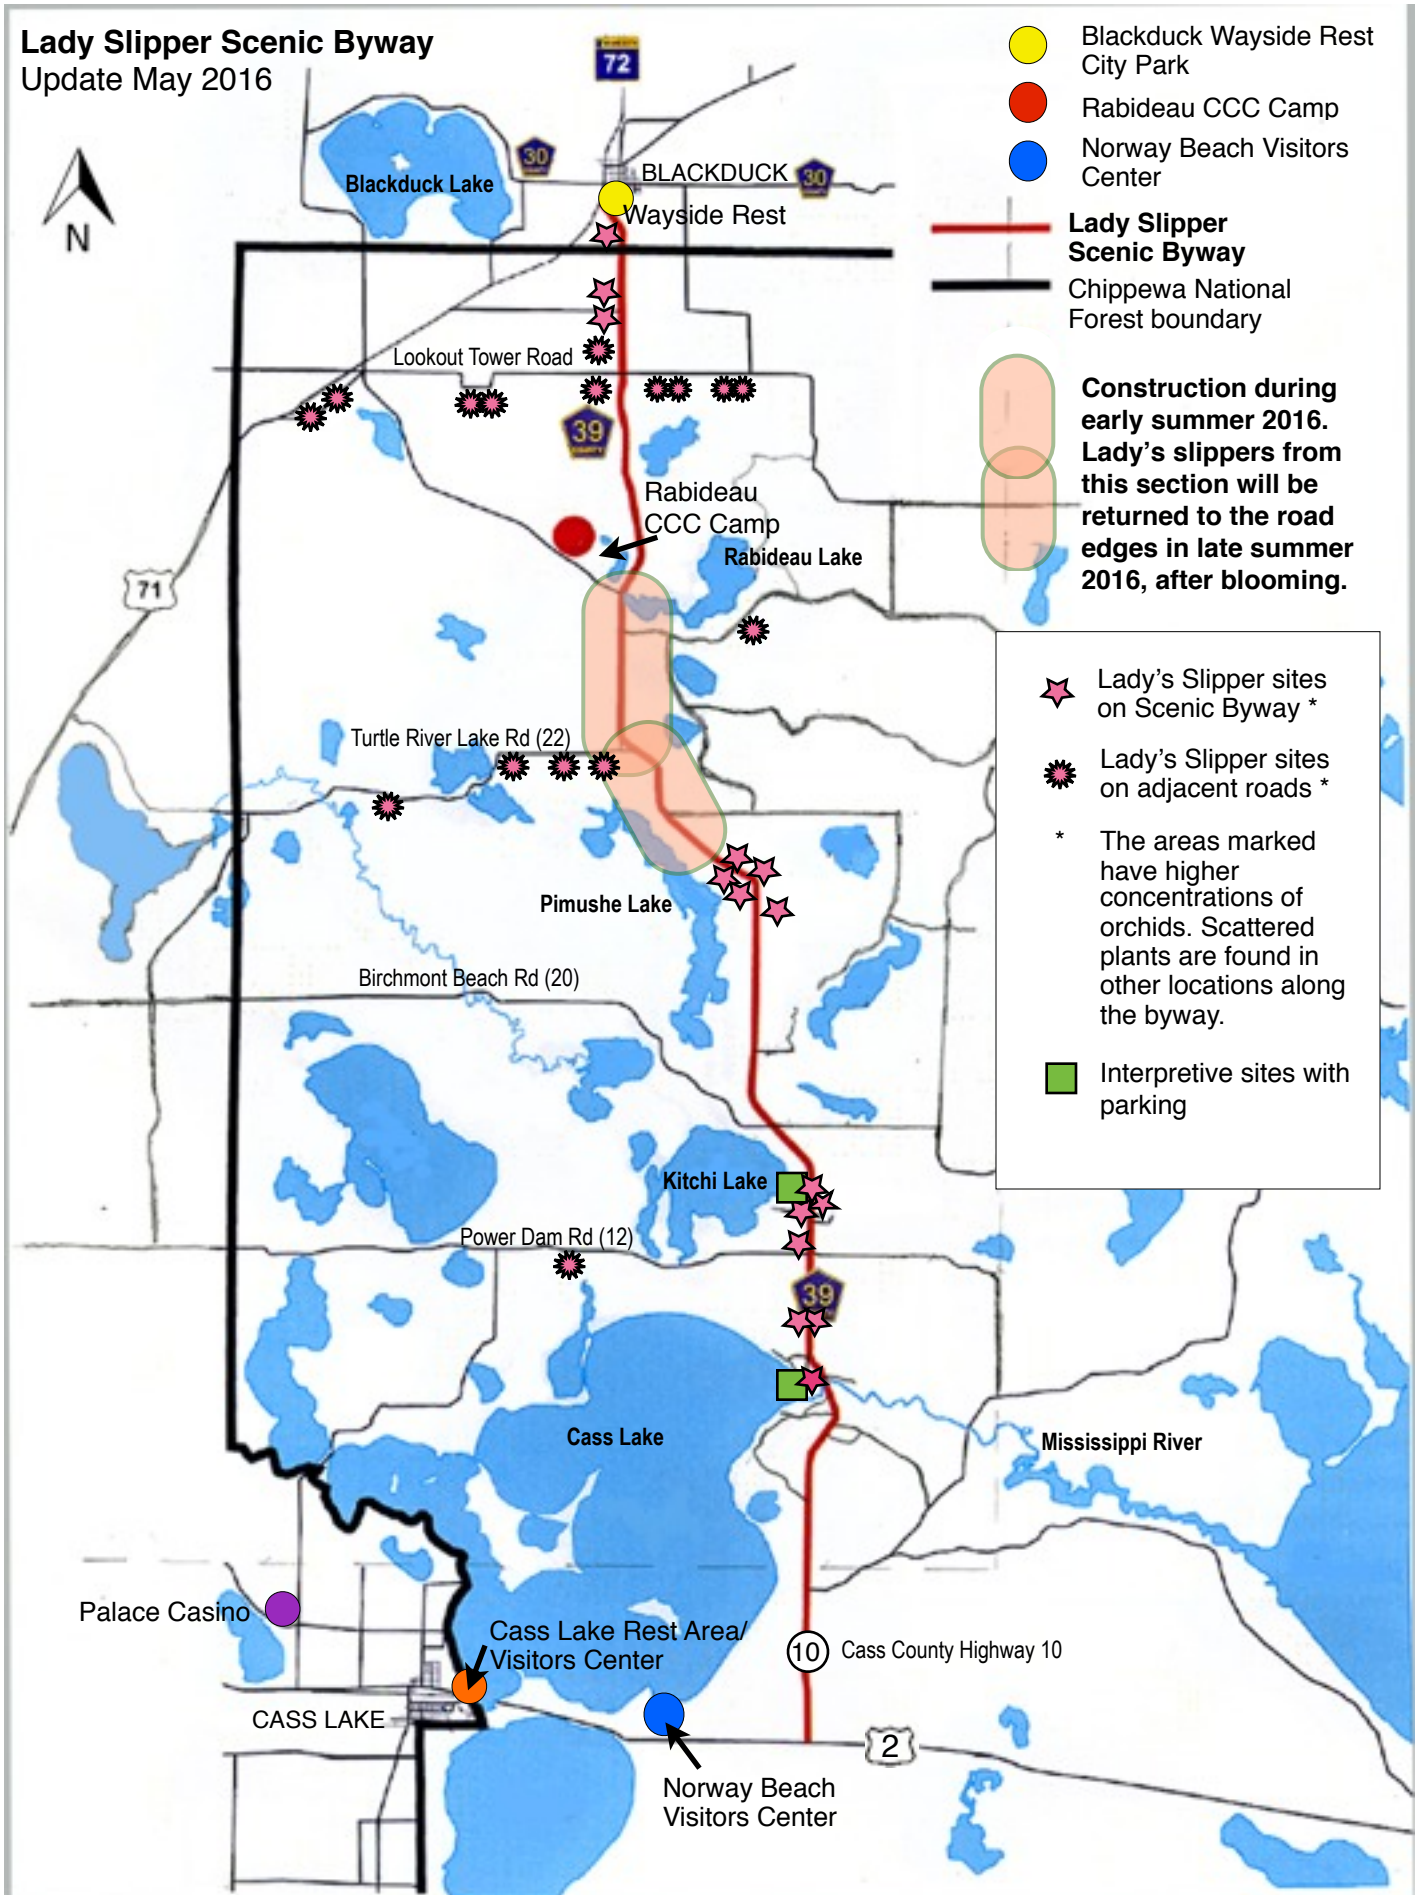 Lady Slipper Scenic Byway
Update May 2016
72
Blackduck Wayside Rest
City Park
Rabideau CCC Camp
Norway Beach Visitors
Center
Lady Slipper
Scenic Byway
Chippewa National
Forest boundary
Construction during
early summer 2016.
Lady's slippers from
this section will be
returned to the road
edges in late summer
2016, after blooming.
N
30
BLACKDUCK
30
Blackduck Lake
Wayside Rest
Lookout Tower Road
39
COUNTY
Rabideau
CCC Camp
Rabideau Lake
71
Lady's Slipper sites
on Scenic Byway *
Lady's Slipper sites
on adjacent roads *
* The areas marked
have higher
concentrations of
orchids. Scattered
plants are found in
other locations along
the byway.
Interpretive sites with
parking
Turtle River Lake Rd (22)
Pimushe Lake
Birchmont Beach Rd (20)
Kitchi Lake
Power Dam Rd (12)
39
Cass Lake
Mississippi River
Palace Casino
Cass Lake Rest Area/
Visitors Center
10
Cass County Highway 10
CASS LAKE
2
Norway Beach
Visitors Center